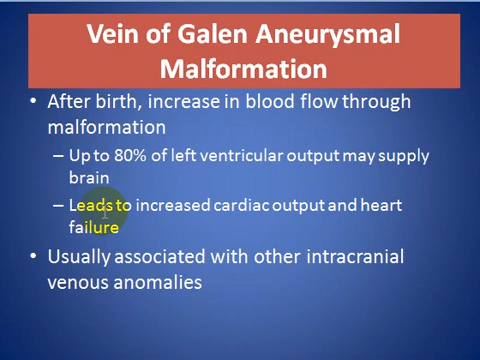 Vein of Galen Aneurysmal
Malformation
• After birth, increase in blood flow through
malformation
– Up to 80% of left ventricular output may supply
brain
– Leads to increased cardiac output and heart
failure
• Usually associated with other intracranial
venous anomalies